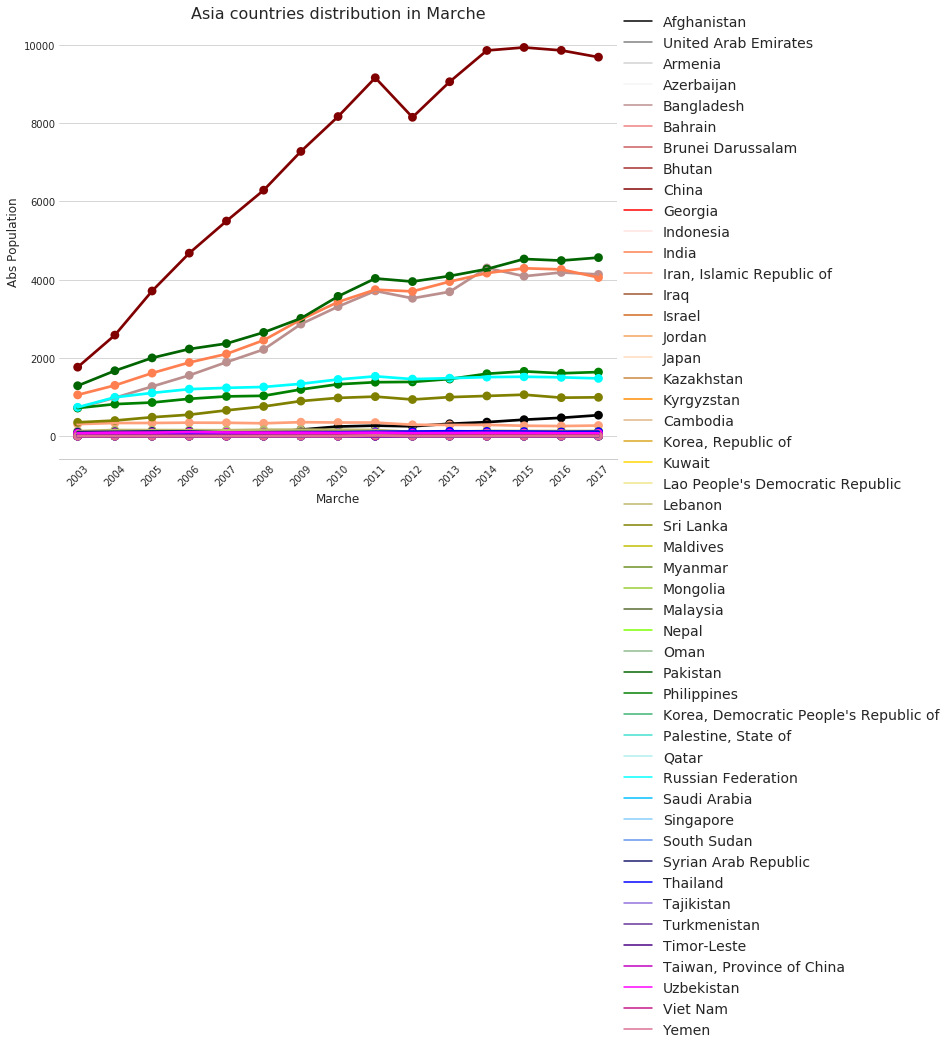 Asia countries distribution in Marche
10000
8000
6000
4000
2000
0
Abs Population
2003
2004
2005
2006
2007
2008
2009
2010
2011
2012
2013
2014
2015
2016
2017
Marche
Afghanistan
United Arab Emirates
Armenia
Azerbaijan
Bangladesh
Bahrain
Brunei Darussalam
Bhutan
China
Georgia
Indonesia
India
Iran, Islamic Republic of
Iraq
Israel
Jordan
Japan
Kazakhstan
Kyrgyzstan
Cambodia
Korea, Republic of
Kuwait
Lao People's Democratic Republic
Lebanon
Sri Lanka
Maldives
Myanmar
Mongolia
Malaysia
Nepal
Oman
Pakistan
Philippines
Korea, Democratic People's Republic of
Palestine, State of
Qatar
Russian Federation
Saudi Arabia
Singapore
South Sudan
Syrian Arab Republic
Thailand
Tajikistan
Turkmenistan
Timor-Leste
Taiwan, Province of China
Uzbekistan
Viet Nam
Yemen